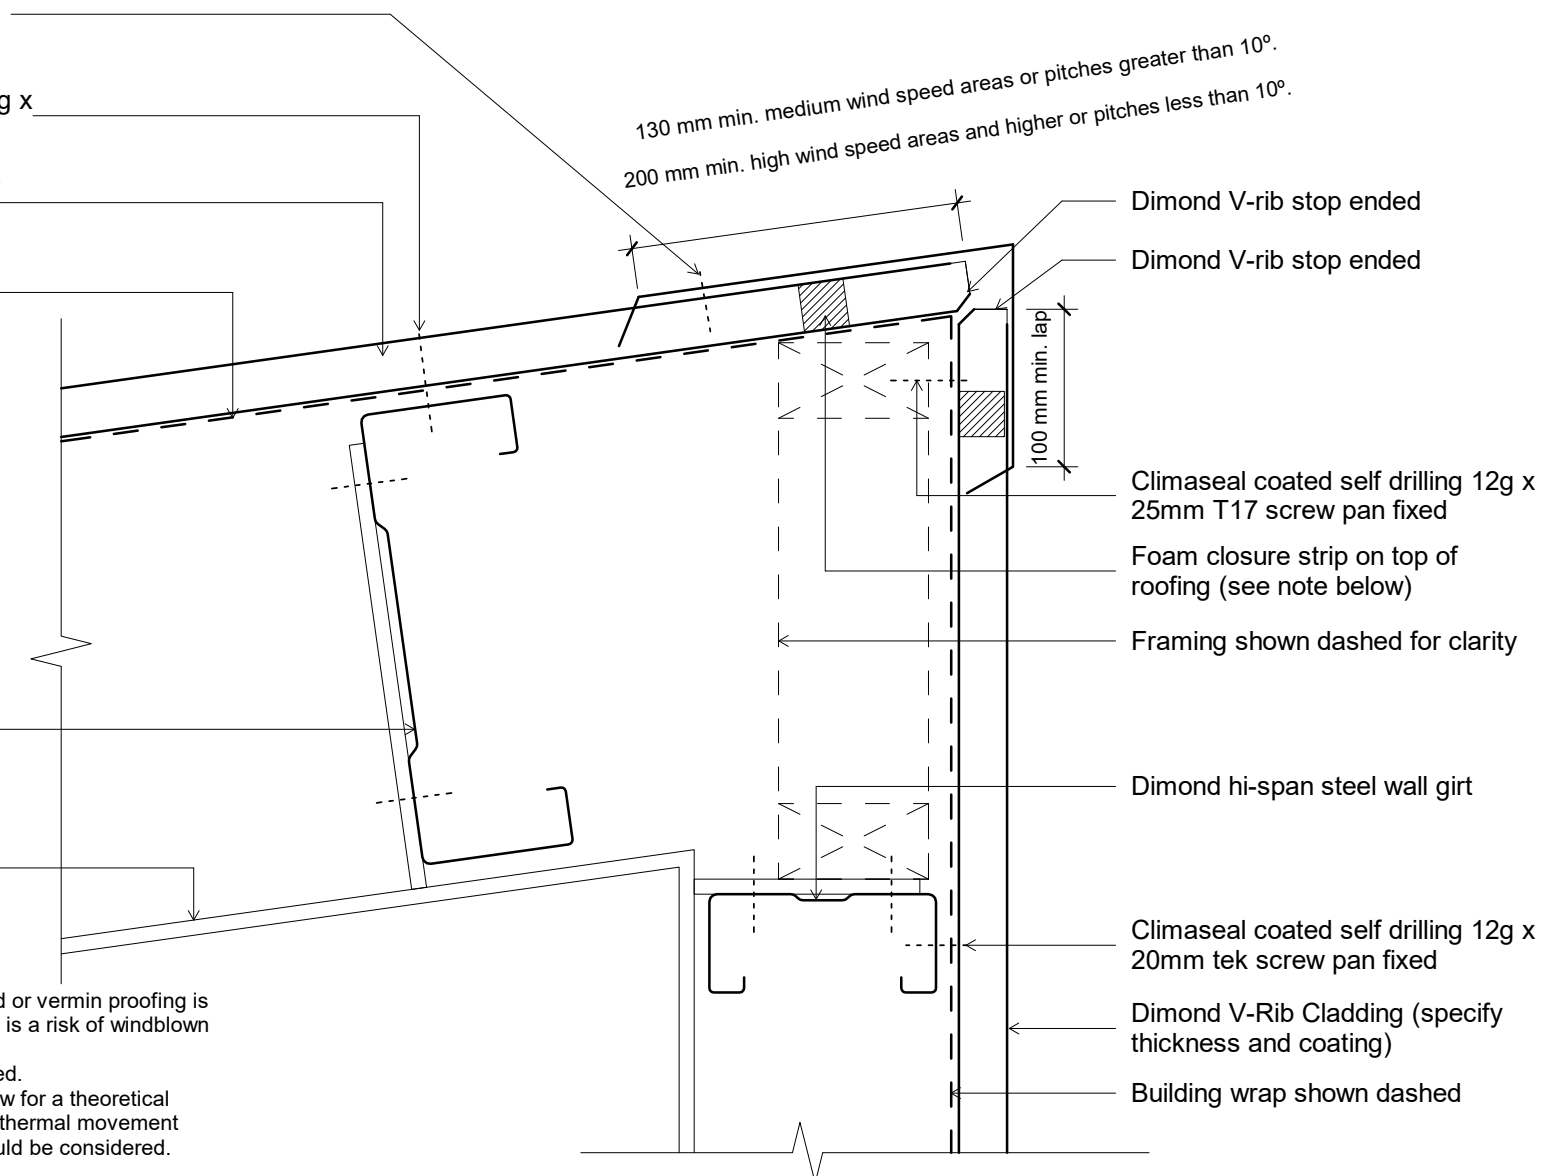 130 mm min. medium wind speed areas or pitches greater than 10º.
200 mm min. high wind speed areas and higher or pitches less than 10º.
g x
Dimond V-rib stop ended
Dimond V-rib stop ended
100 mm min. lap
Climaseal coated self drilling 12g x
25mm T17 screw pan fixed
Foam closure strip on top of
roofing (see note below)
Framing shown dashed for clarity
Dimond hi-span steel wall girt
Climaseal coated self drilling 12g x
20mm tek screw pan fixed
Dimond V-Rib Cladding (specify
thickness and coating)
Building wrap shown dashed
d or vermin proofing is
is a risk of windblown
ed.
w for a theoretical
thermal movement
uld be considered.